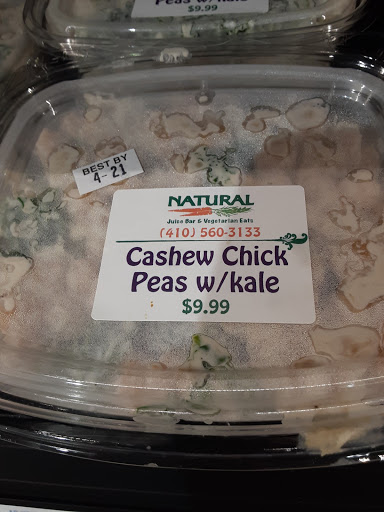 Peas w/kale
$9.99
BEST BY
4-21
NATURAL
Juice Bar & Vegetarian Eats
(410) 560-3133
Cashew Chick
Peas w/kale
$9.99